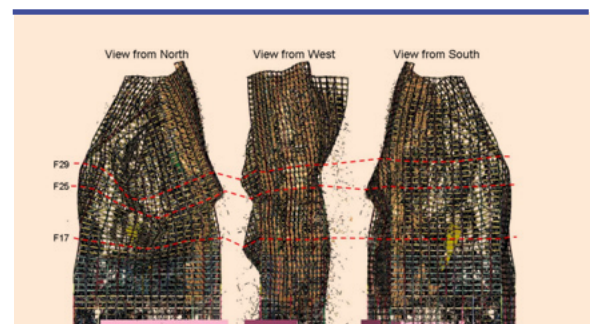 View from North
View from West
View from South
F29
F25
F17